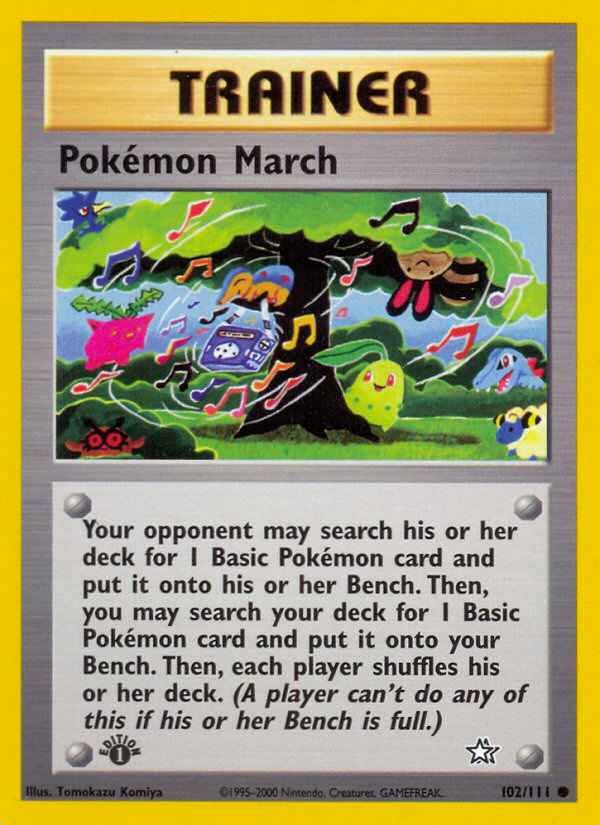 TRAINER
Pokémon March
Your opponent may search his or her
deck for 1 Basic Pokémon card and
put it onto his or her Bench. Then,
you may search your deck for 1 Basic
Pokémon card and put it onto your
Bench. Then, each player shuffles his
or her deck. (A player can't do any of
this if his or her Bench is full.)
EDITION
1
Illus. Tomokazu Komiya
©1995-2000 Nintendo, Creatures, GAMEFREAK.
102/111